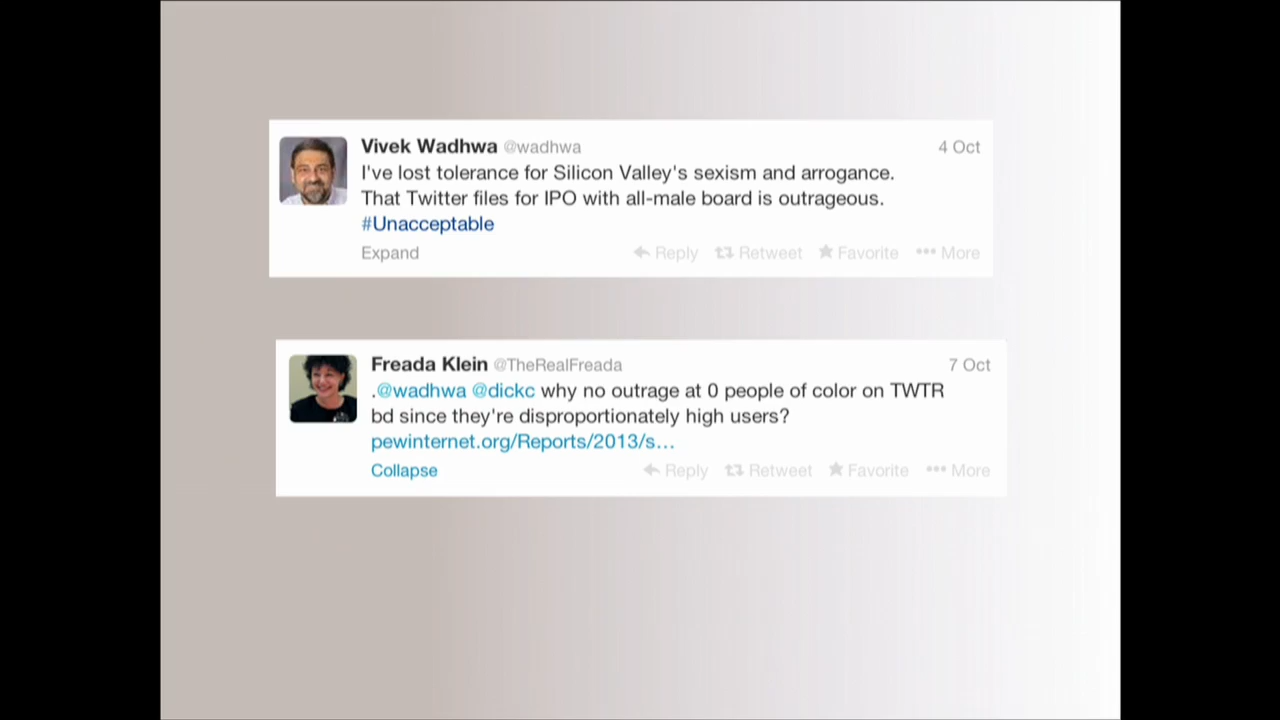 Vivek Wadhwa @wadhwa 4 Oct
I've lost tolerance for Silicon Valley's sexism and arrogance.
That Twitter files for IPO with all-male board is outrageous.
#Unacceptable
Expand Reply Retweet Favorite More
Freada Klein @TheRealFreada 7 Oct
.@wadhwa @dickc why no outrage at 0 people of color on TWTR
bd since they're disproportionately high users?
pewinternet.org/Reports/2013/s…
Collapse Reply Retweet Favorite More